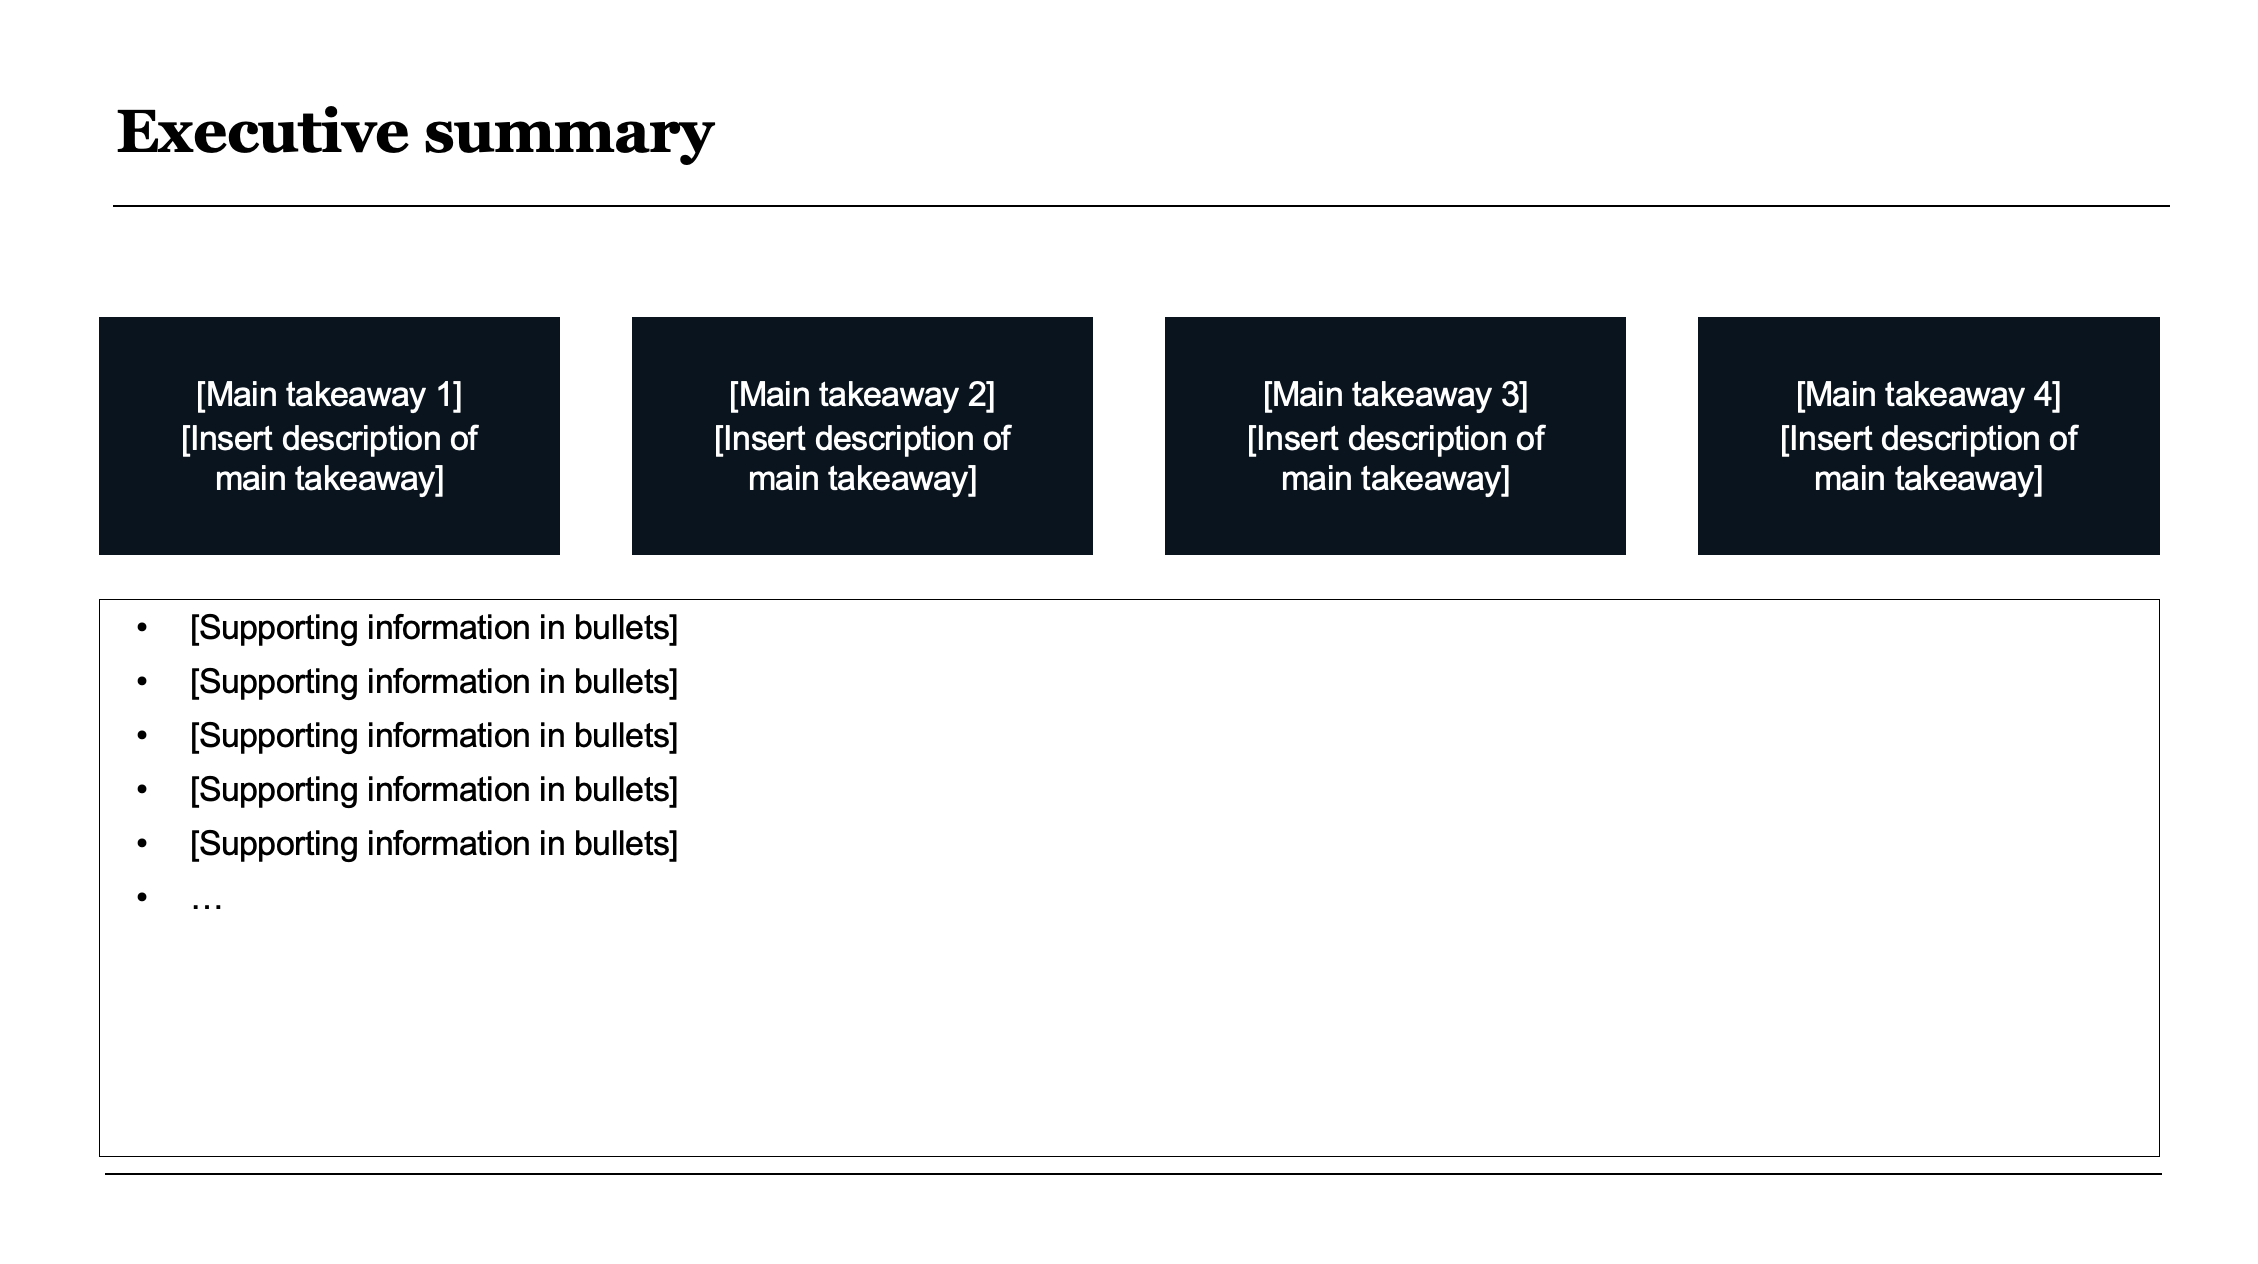 Executive summary
[Main takeaway 1]
[Insert description of
main takeaway]
[Main takeaway 2]
[Insert description of
main takeaway]
[Main takeaway 3]
[Insert description of
main takeaway]
[Main takeaway 4]
[Insert description of
main takeaway]
• [Supporting information in bullets]
• [Supporting information in bullets]
• [Supporting information in bullets]
• [Supporting information in bullets]
• [Supporting information in bullets]
• …